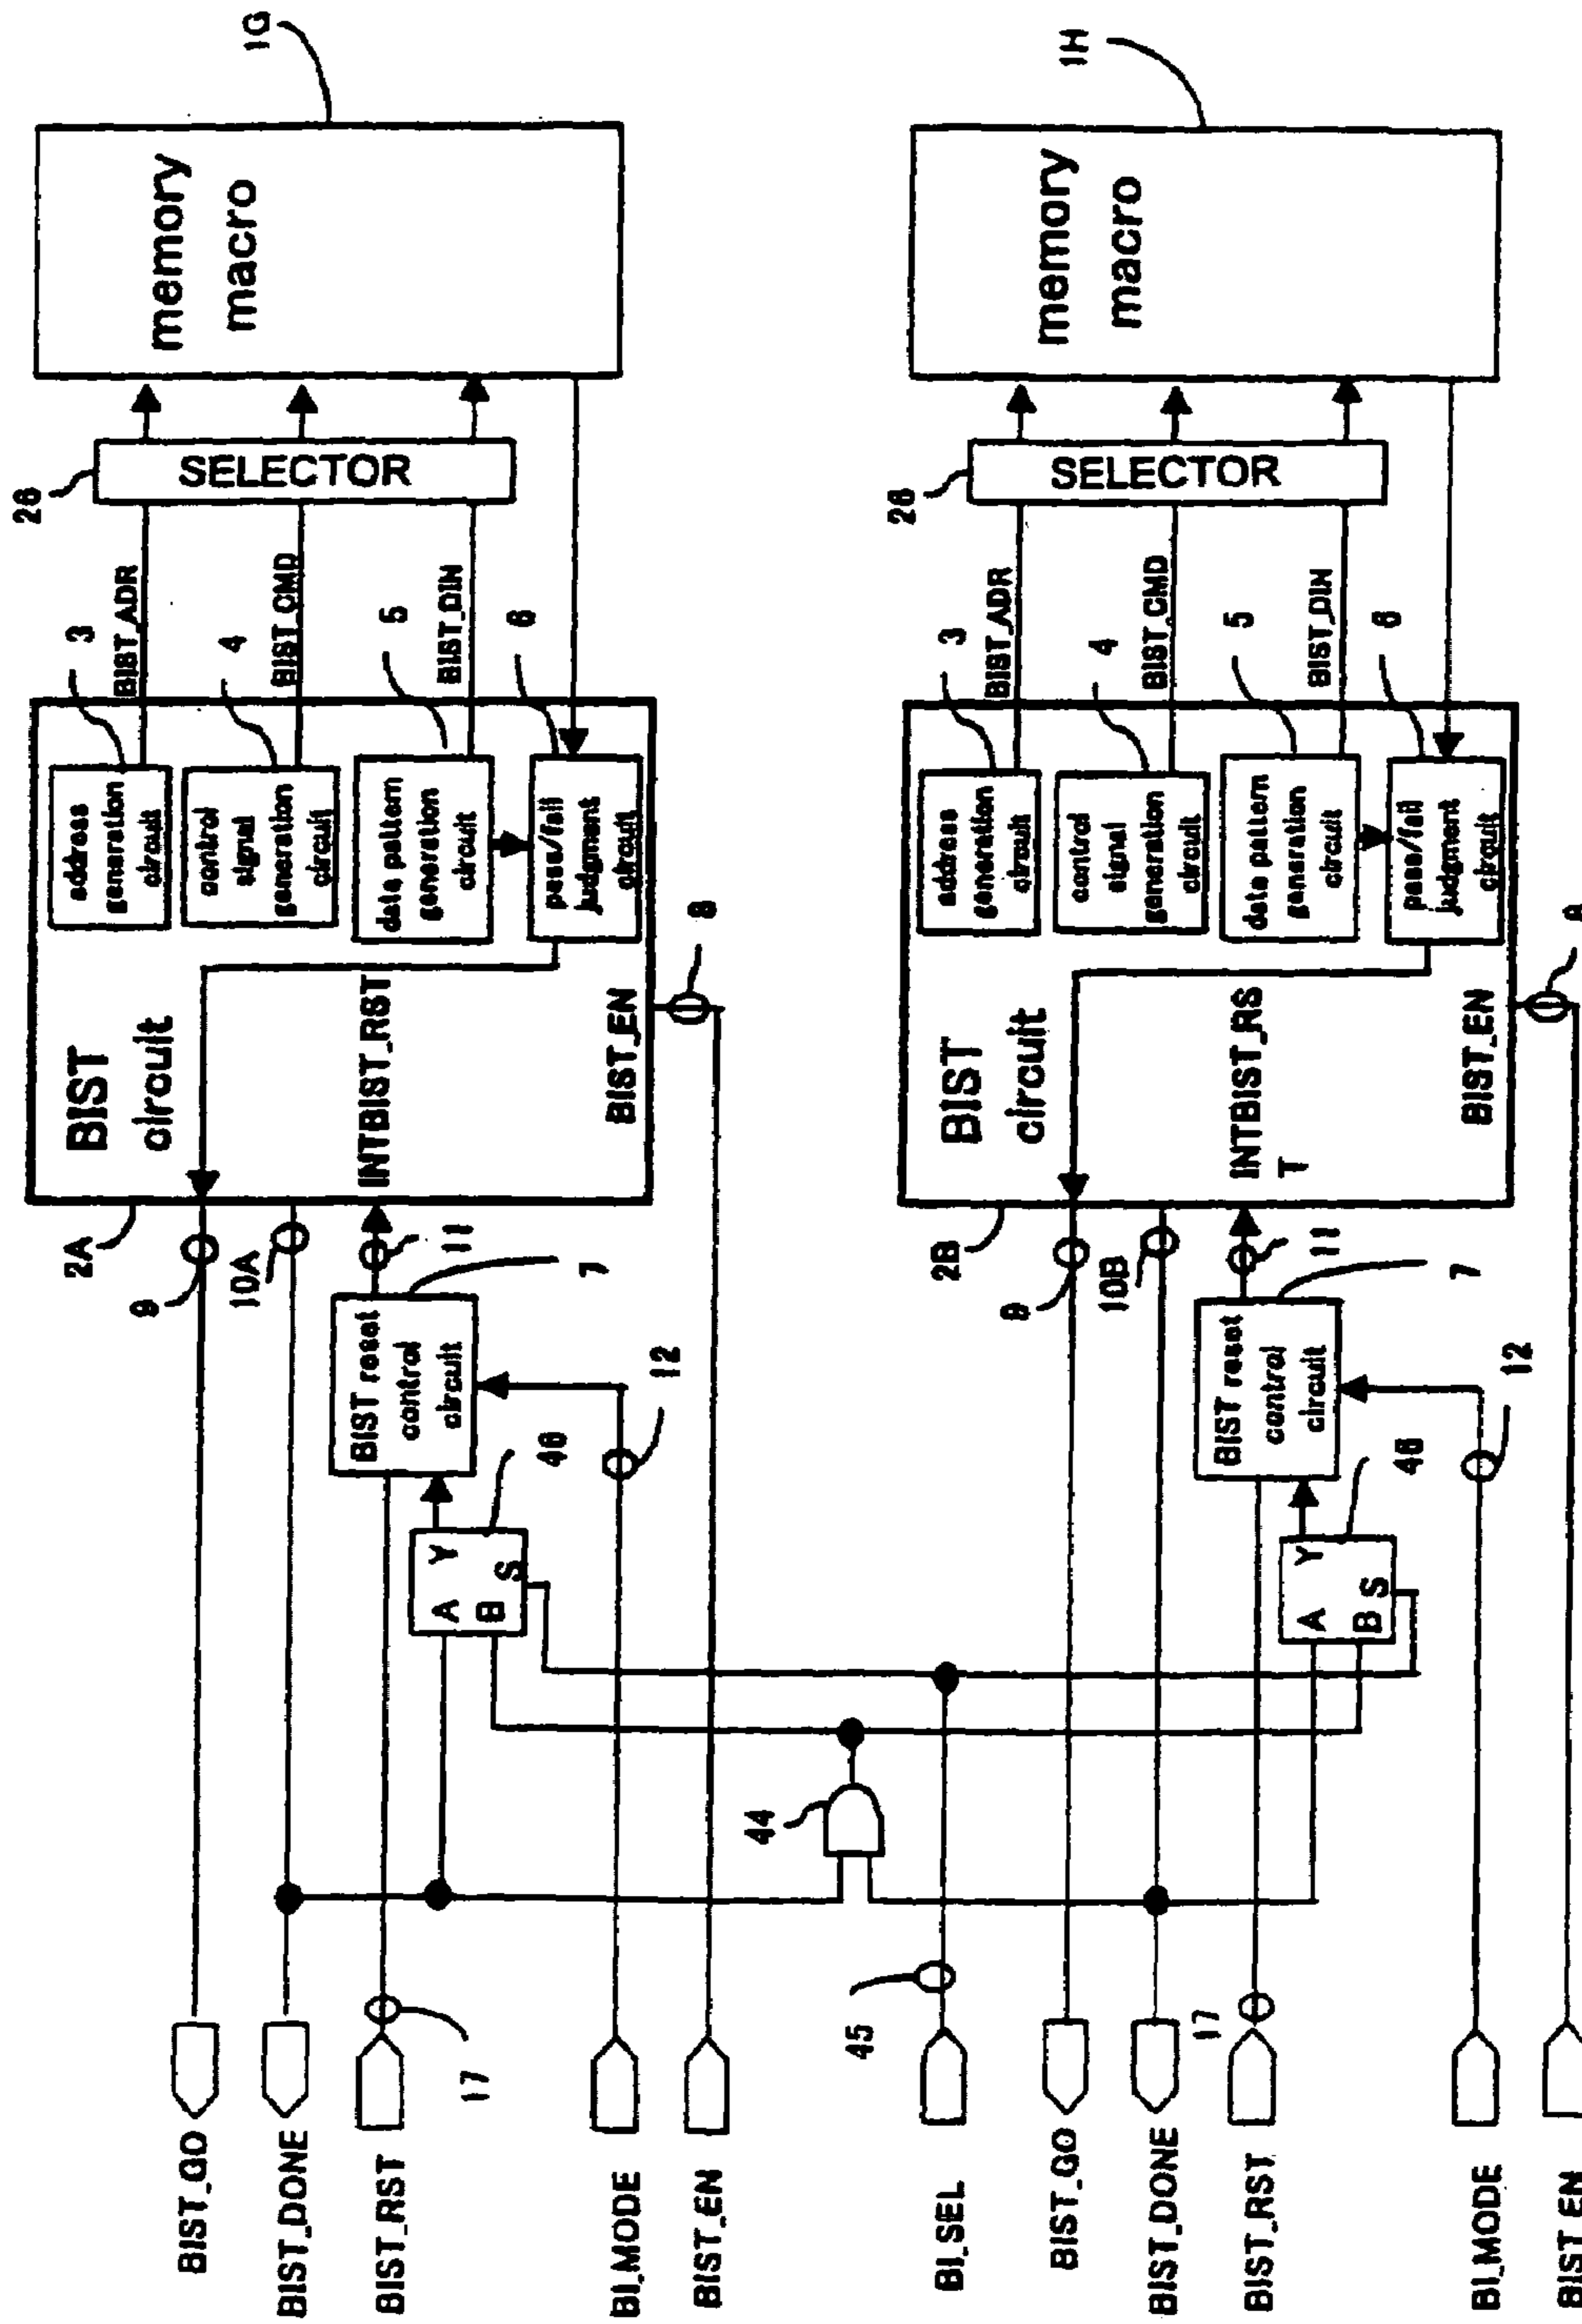 BIST_GO
BIST_DONE
BIST_RST
BI_MODE
BIST_EN
17
9
10A
11
7
12
8
2A
BIST reset
control
circuit
A
Y
B
S
46
BIST
circuit
INTBIST_RST
BIST_EN
address
generation
circuit
control
signal
generation
circuit
data pattern
generation
circuit
pass/fail
judgment
circuit
3
BIST_ADR
4
BIST_CMD
5
BIST_DIN
6
26
SELECTOR
memory
macro
1G
44
45
BI_SEL
BIST_GO
BIST_DONE
BIST_RST
BI_MODE
BIST_EN
17
9
10B
11
7
12
2B
BIST reset
control
circuit
A
Y
B
S
46
BIST
circuit
INTBIST_RS
T
BIST_EN
address
generation
circuit
control
signal
generation
circuit
data pattern
generation
circuit
pass/fail
judgment
circuit
3
BIST_ADR
4
BIST_CMD
5
BIST_DIN
6
26
SELECTOR
memory
macro
1H